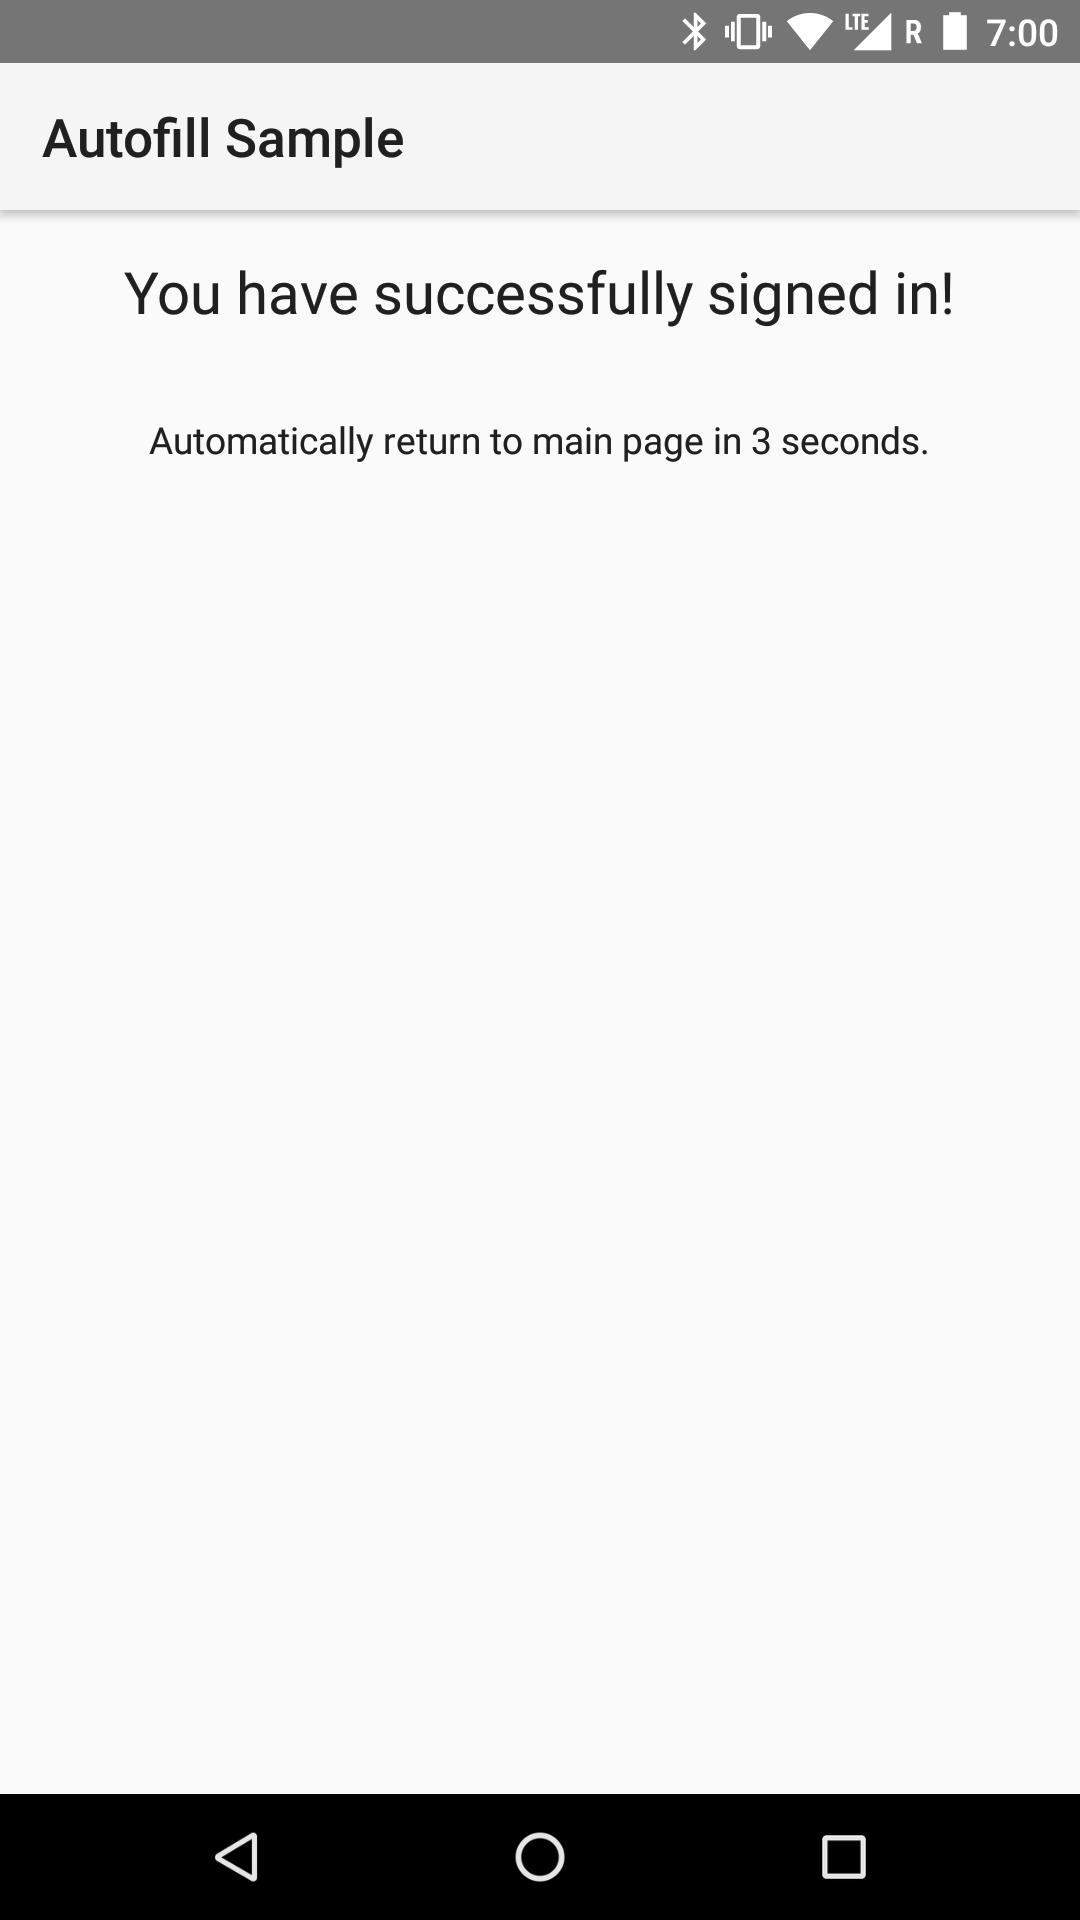 LTE R 7:00
Autofill Sample
You have successfully signed in!
Automatically return to main page in 3 seconds.